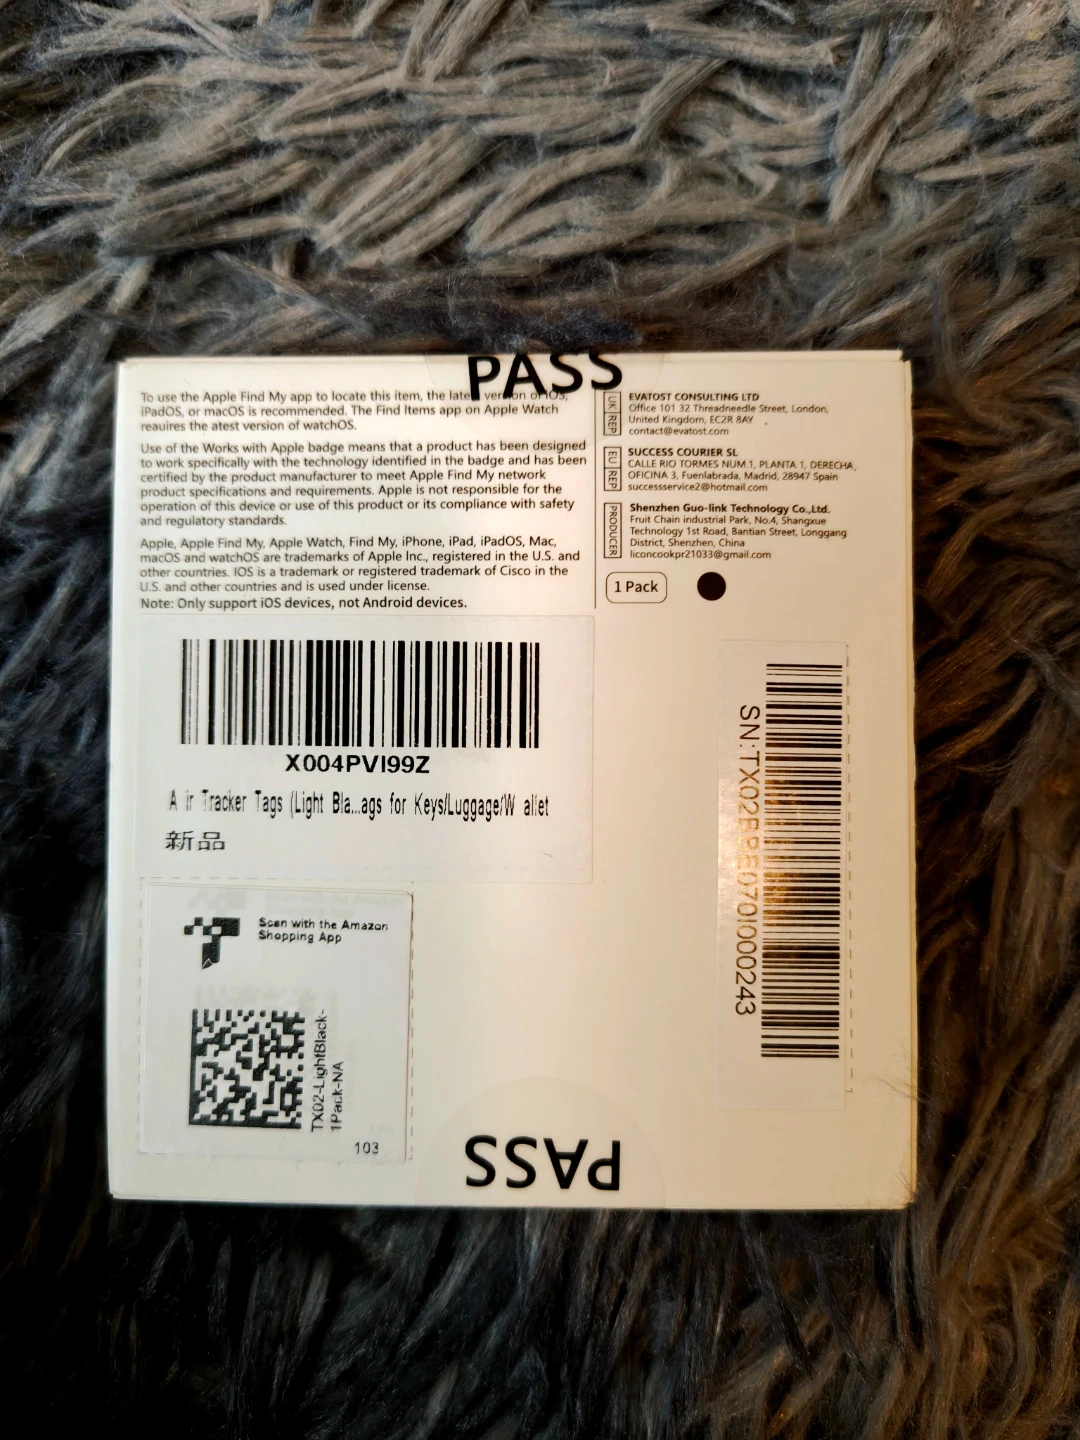 PASS
To use the Apple Find My app to locate this item, the version of iOS,
iPadOS, or macOS is recommended. The Find Items app on Apple Watch
reauires the atest version of watchOS.
Use of the Works with Apple badge means that a product has been designed
to work specifically with the technology identified in the badge and has been
certified by the product manufacturer to meet Apple Find My network
product specifications and requirements. Apple is not responsible for the
operation of this device or use of this product or its compliance with safety
and regulatory standards.
Apple, Apple Find My, Apple Watch, Find My, iPhone, iPad, iPadOS, Mac,
macOS and watchOS are trademarks of Apple Inc., registered in the U.S. and
other countries. IOS is a trademark or registered trademark of Cisco in the
U.S. and other countries and is used under license.
Note: Only support iOS devices, not Android devices.
UK REP
EVATOST CONSULTING LTD
Office 101 32 Threadneedle Street, London,
United Kingdom, EC2R 8AY
contact@evatost.com
EU REP
SUCCESS COURIER SL
CALLE RIO TORMES NUM.1, PLANTA 1, DERECHA,
OFICINA 3, Fuenlabrada, Madrid, 28947 Spain
successservice2@hotmail.com
PRODUCER
Shenzhen Guo-link Technology Co.,Ltd.
Fruit Chain industrial Park, No.4, Shangxue
Technology 1st Road, Bantian Street, Longgang
District, Shenzhen, China
liconcookpr21033@gmail.com
1 Pack
X004PVI99Z
A ir Tracker Tags (Light Bla...ags for Keys/Luggage/W allet
新品
Scan with the Amazon
Shopping App
TX02-LightBlack-
1Pack-NA
103
PASS